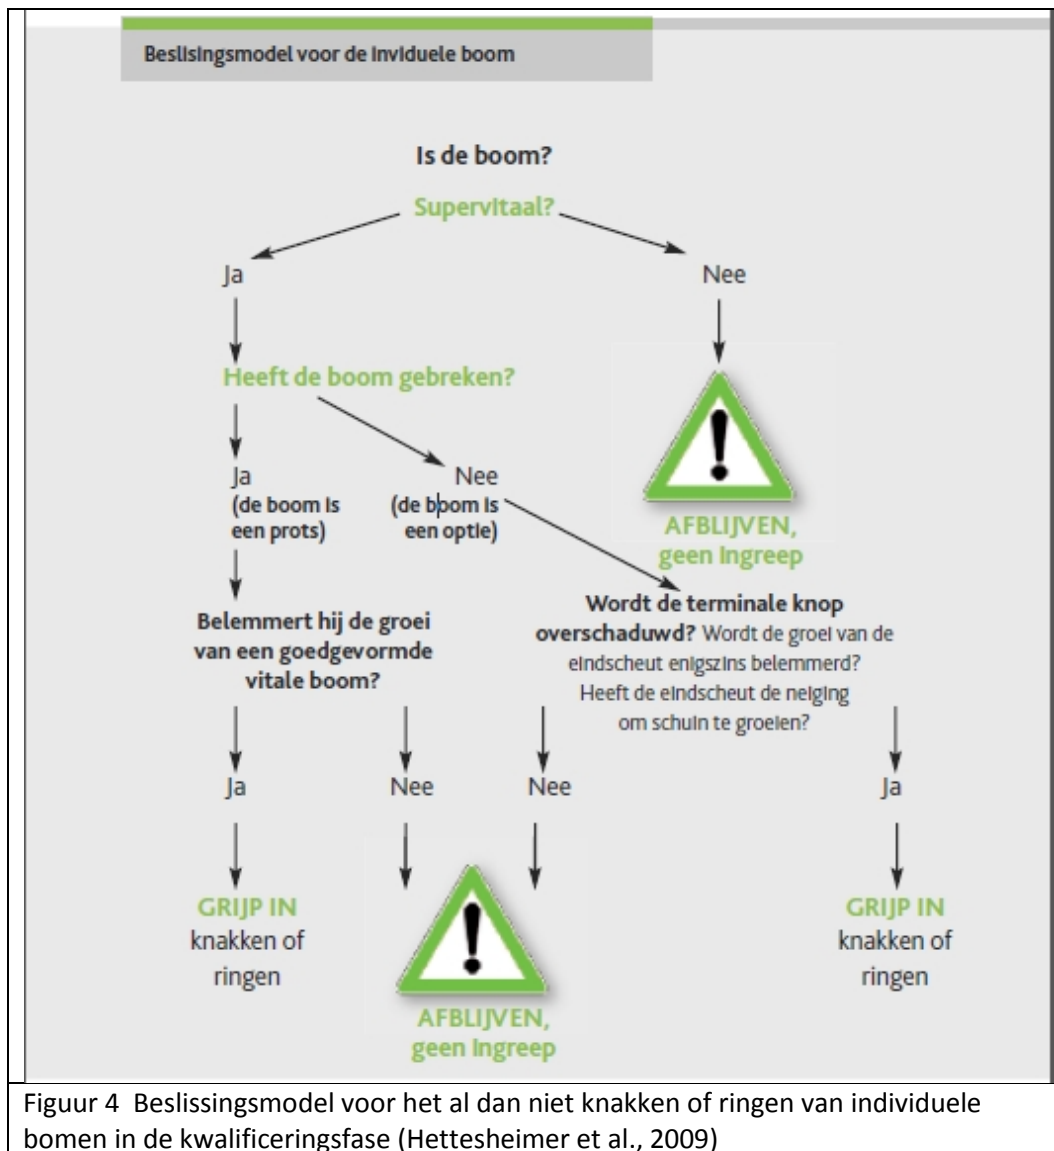 Beslisingsmodel voor de inviduele boom
Is de boom?
Supervitaal?
Ja
Nee
Heeft de boom gebreken?
Ja
(de boom is
een prots)
Nee
(de boom is
een optie)
AFBLIJVEN,
geen ingreep
Belemmert hij de groei
van een goedgevormde
vitale boom?
Wordt de terminale knop
overschaduwd? Wordt de groei van de
eindscheut enigszins belemmerd?
Heeft de eindscheut de neiging
om schuin te groeien?
Ja
Nee
Nee
Ja
GRIJP IN
knakken of
ringen
AFBLIJVEN,
geen ingreep
GRIJP IN
knakken of
ringen
Figuur 4 Beslissingsmodel voor het al dan niet knakken of ringen van individuele
bomen in de kwalificeringsfase (Hettesheimer et al., 2009)